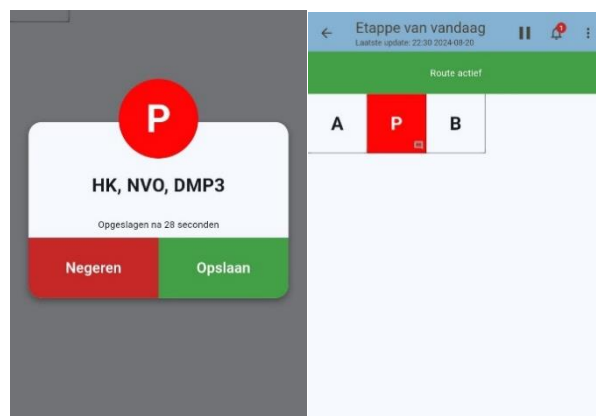 P
HK, NVO, DMP3
Opgeslagen na 28 seconden
Negeren
Opslaan
Etappe van vandaag
Laatste update: 22:30 2024-08-20
Route actief
A
P
B